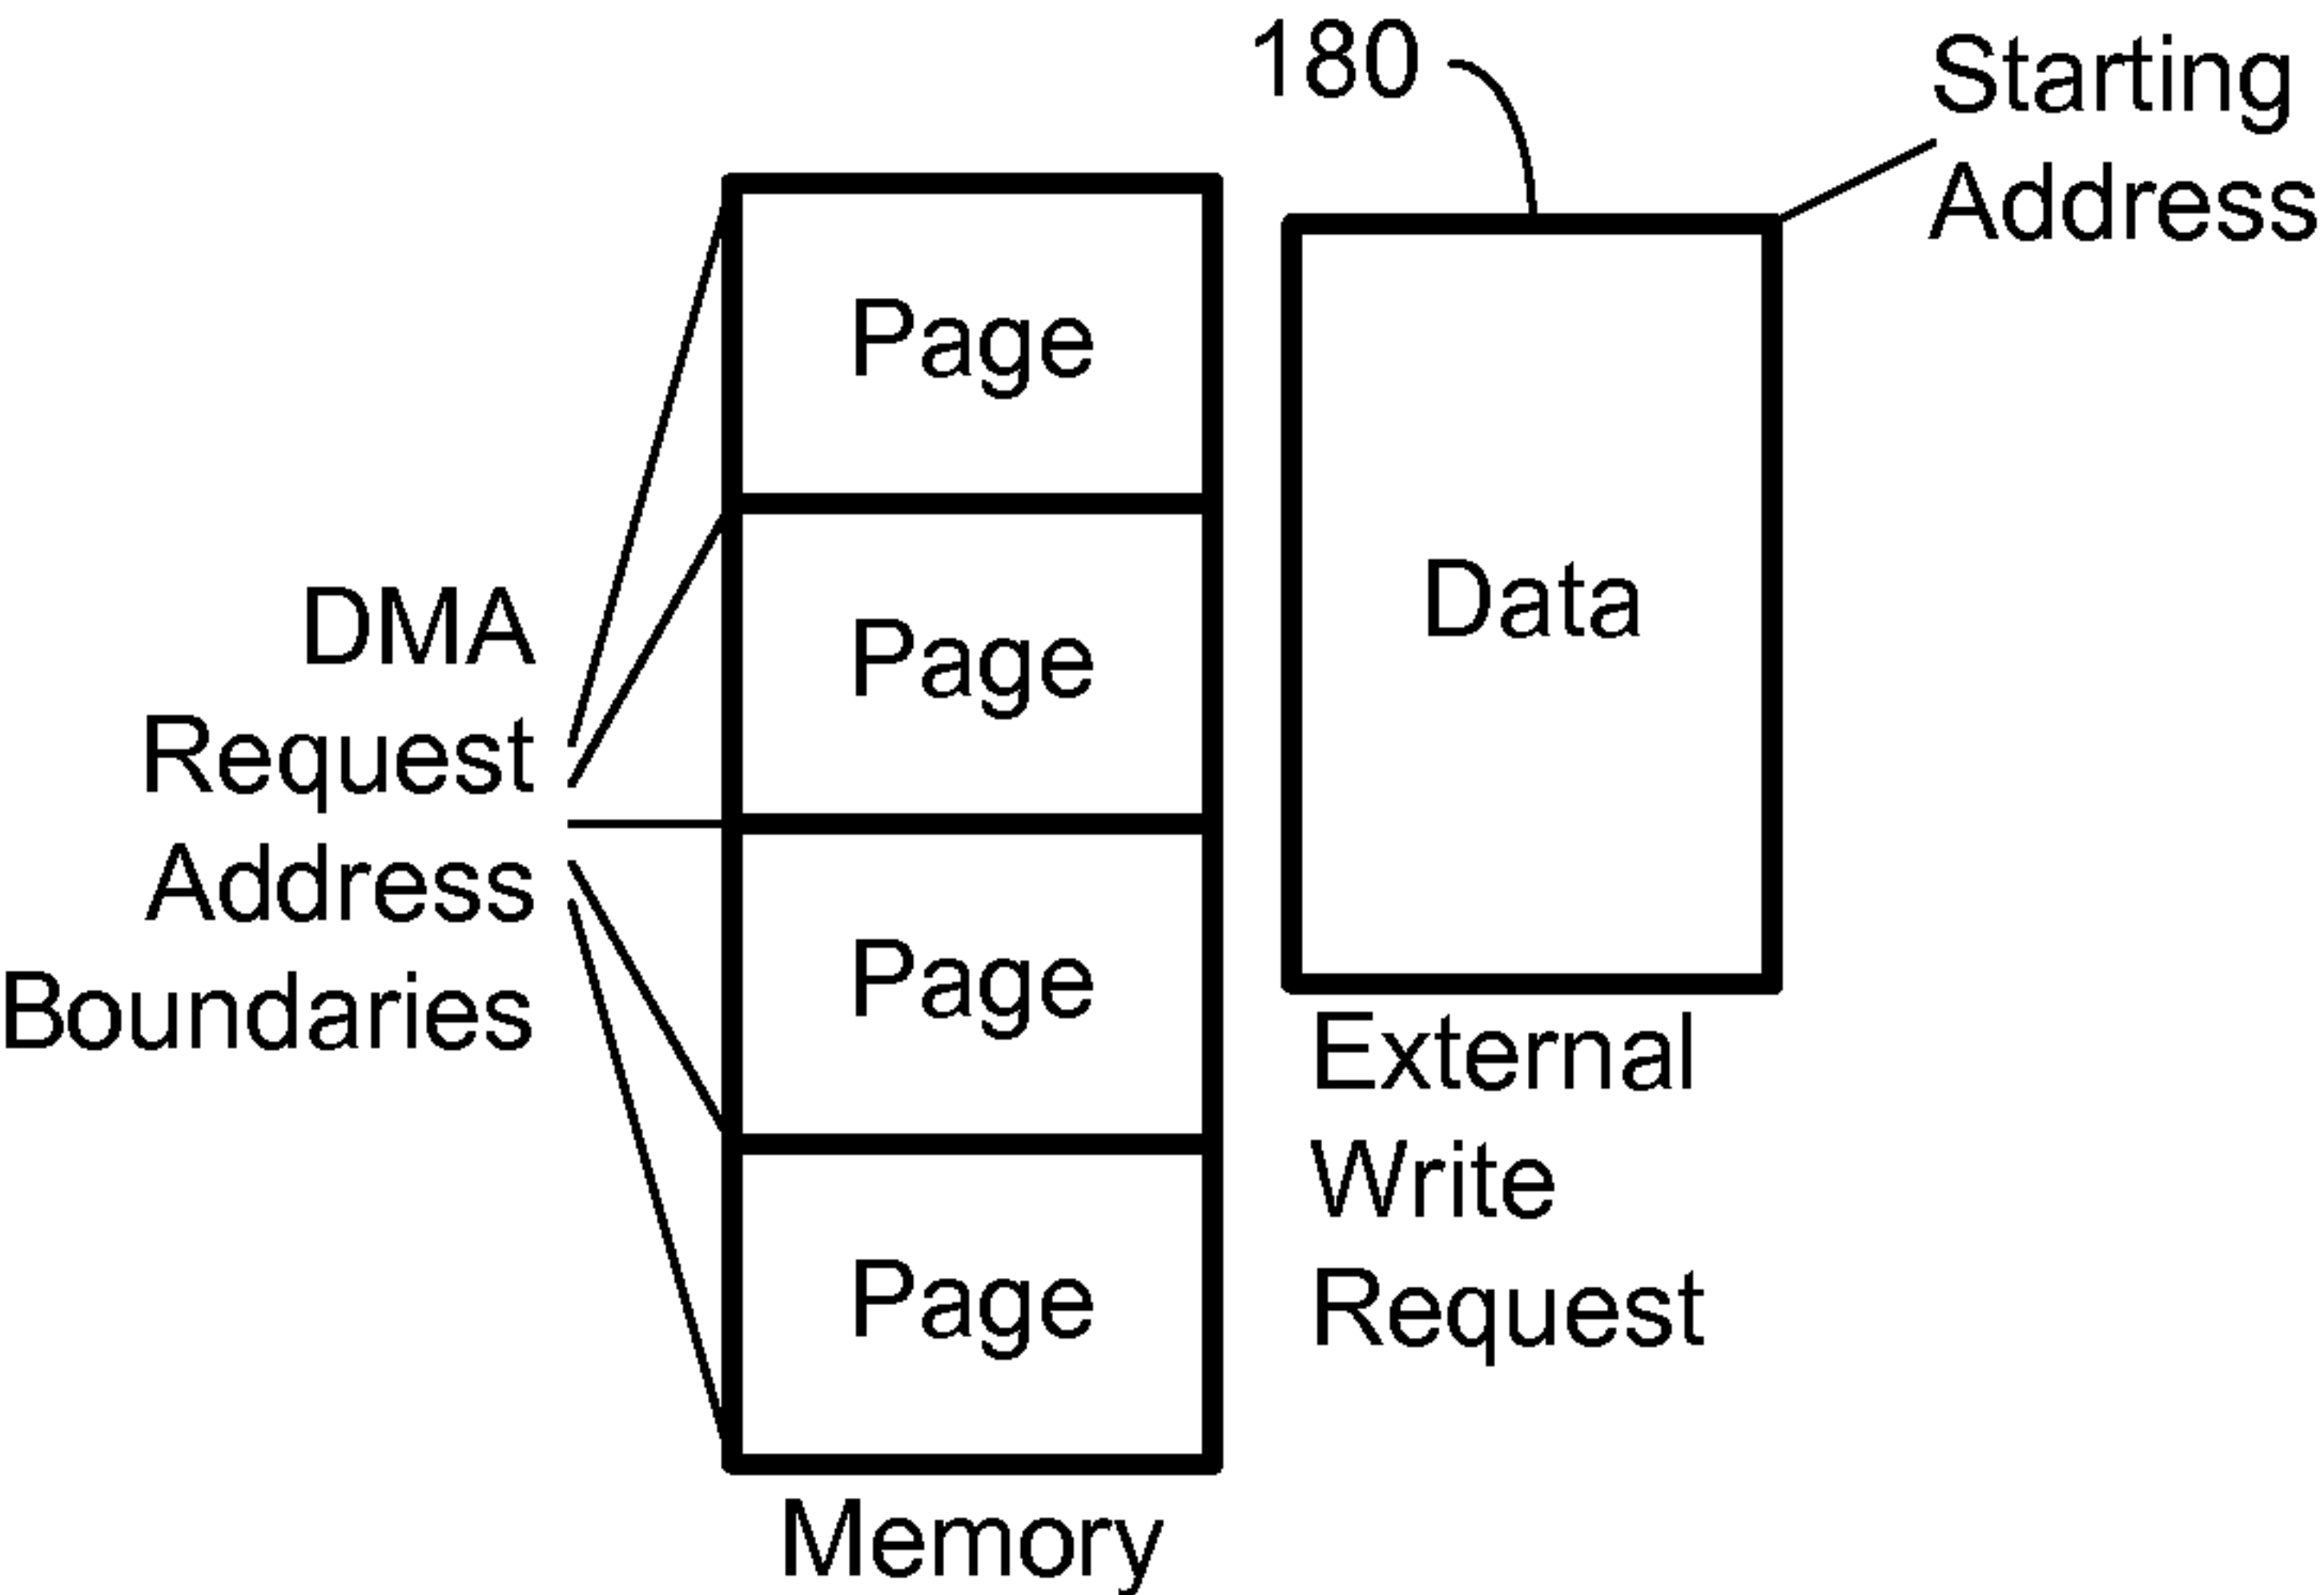 180
Starting
Address
Page
Page
Page
Page
Memory
DMA
Request
Address
Boundaries
Data
External
Write
Request